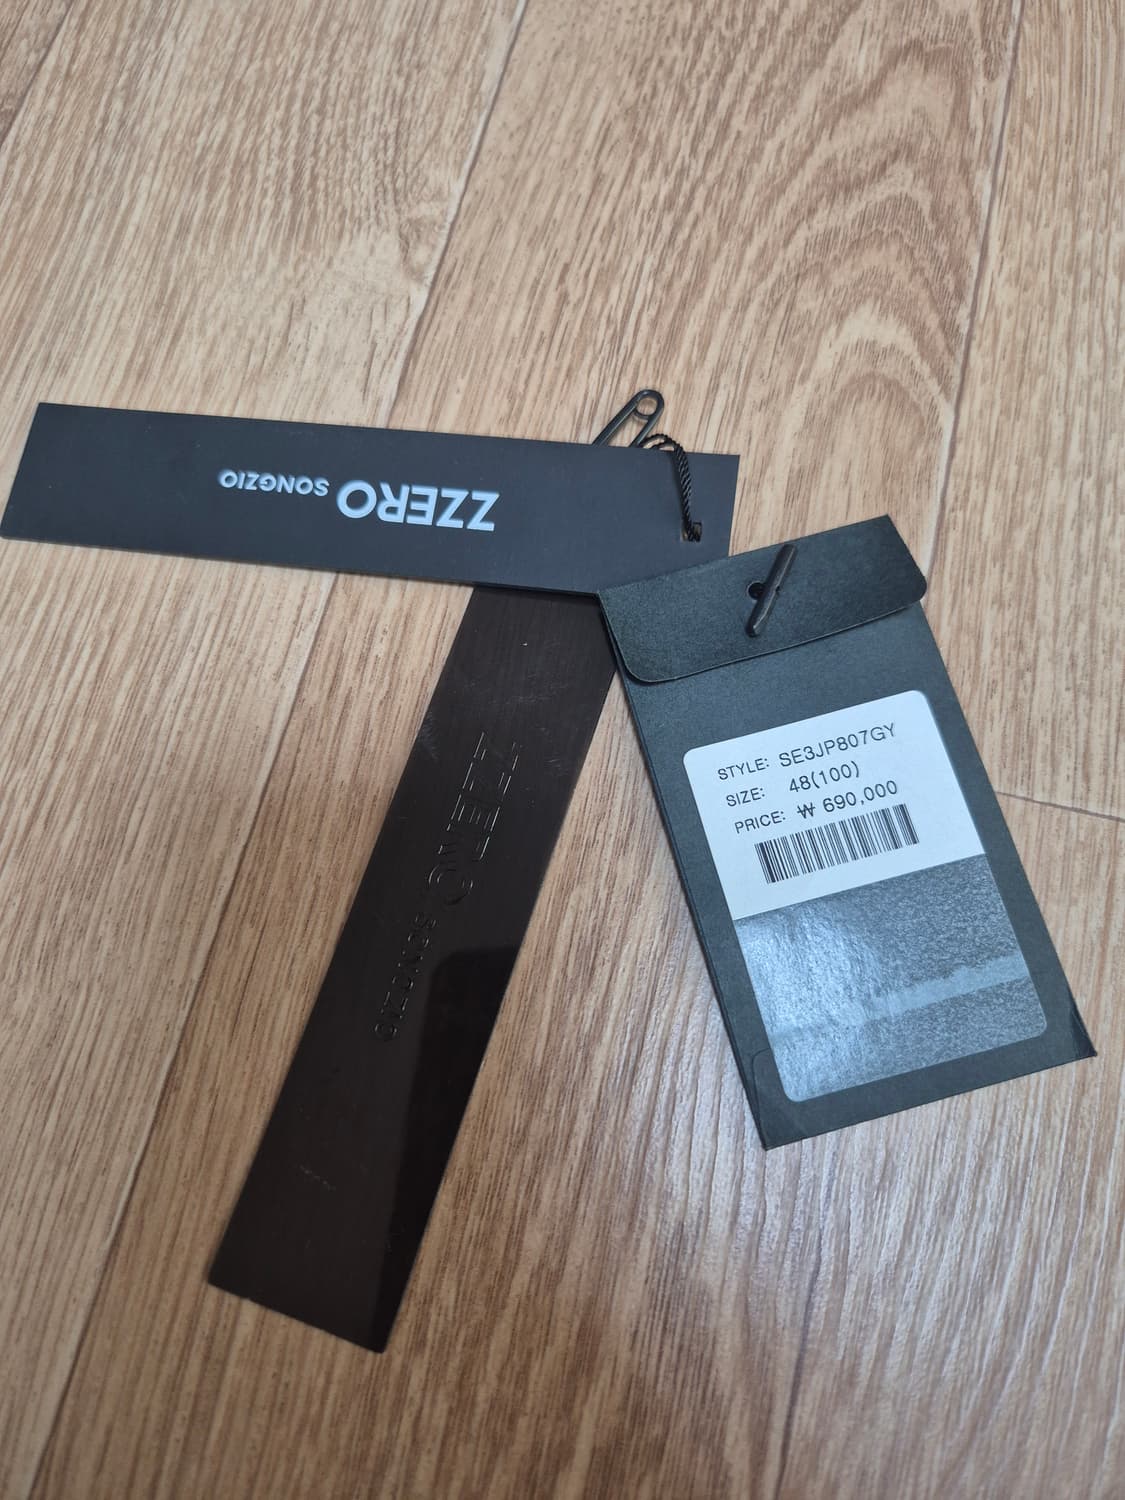 ZZERO SONGZIO
ZZERO
SONGZIO
STYLE: SE3JP807GY
SIZE: 48(100)
PRICE: ₩ 690,000